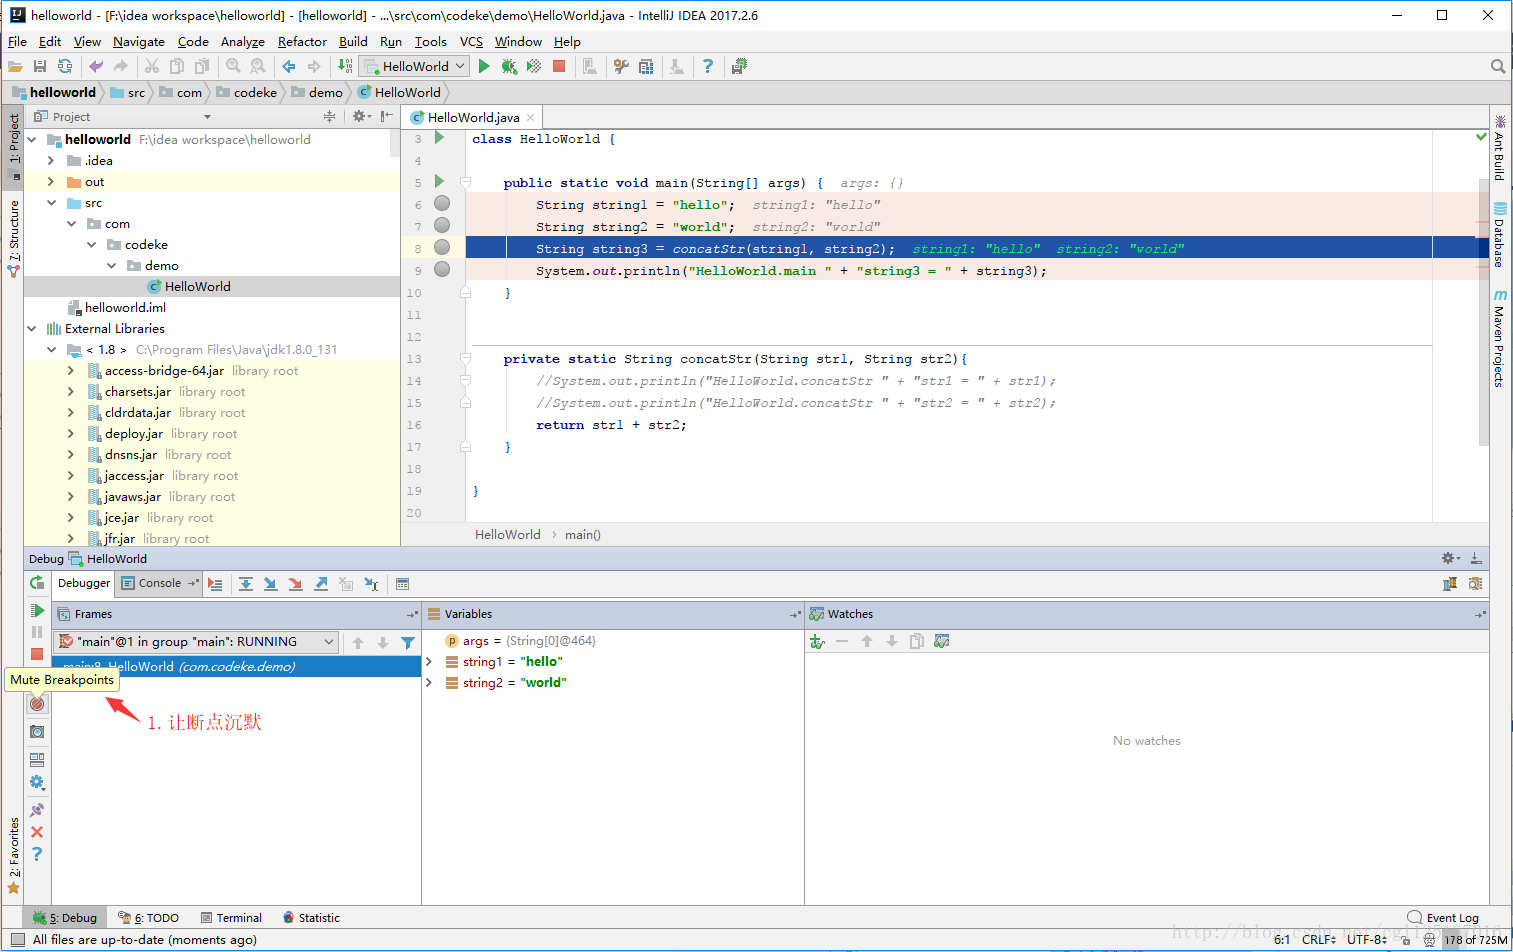 helloworld - [F:\idea workspace\helloworld] - [helloworld] - ...\src\com\codeke\demo\HelloWorld.java - IntelliJ IDEA 2017.2.6
File Edit View Navigate Code Analyze Refactor Build Run Tools VCS Window Help
HelloWorld
helloworld src com codeke demo HelloWorld
1: Project
7: Structure
2: Favorites
Project
helloworld F:\idea workspace\helloworld
.idea
out
src
com
codeke
demo
HelloWorld
helloworld.iml
External Libraries
< 1.8 > C:\Program Files\Java\jdk1.8.0_131
access-bridge-64.jar library root
charsets.jar library root
cldrdata.jar library root
deploy.jar library root
dnsns.jar library root
jaccess.jar library root
javaws.jar library root
jce.jar library root
jfr.jar library root
HelloWorld.java
3 class HelloWorld {
4
5 public static void main(String[] args) { args: {}
6 String string1 = "hello"; string1: "hello"
7 String string2 = "world"; string2: "world"
8 String string3 = concatStr(string1, string2); string1: "hello" string2: "world"
9 System.out.println("HelloWorld.main " + "string3 = " + string3);
10 }
11
12
13 private static String concatStr(String str1, String str2){
14 //System.out.println("HelloWorld.concatStr " + "str1 = " + str1);
15 //System.out.println("HelloWorld.concatStr " + "str2 = " + str2);
16 return str1 + str2;
17 }
18
19 }
20
HelloWorld › main()
Ant Build
Database
Maven Projects
Debug HelloWorld
Debugger Console
Frames
"main"@1 in group "main": RUNNING
main:8, HelloWorld (com.codeke.demo)
Mute Breakpoints
1. 让断点沉默
Variables
args = {String[0]@464}
string1 = "hello"
string2 = "world"
Watches
No watches
5: Debug 6: TODO Terminal Statistic Event Log
All files are up-to-date (moments ago) 6:1 CRLF UTF-8 178 of 725M